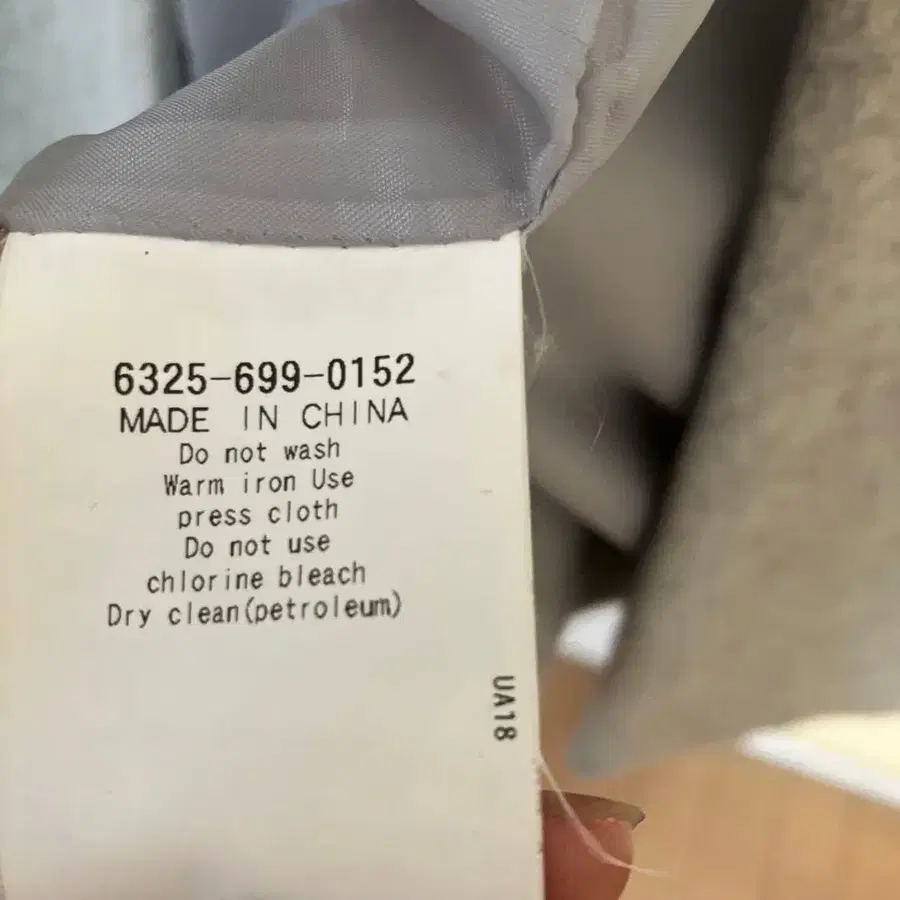 6325-699-0152
MADE IN CHINA
Do not wash
Warm iron Use
press cloth
Do not use
chlorine bleach
Dry clean(petroleum)
UA18